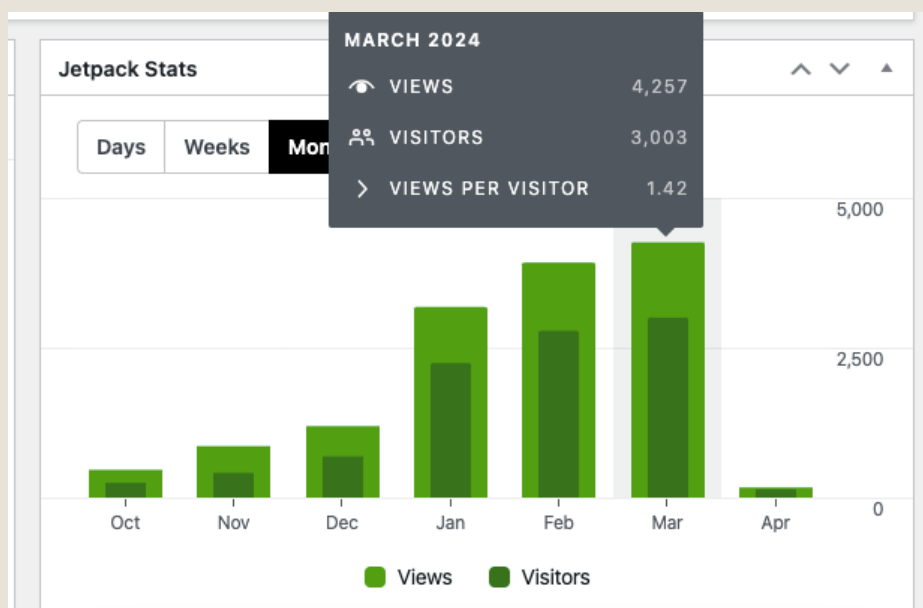 MARCH 2024
Jetpack Stats
VIEWS 4,257
VISITORS 3,003
Days Weeks Mon
VIEWS PER VISITOR 1.42
5,000
2,500
0
Oct Nov Dec Jan Feb Mar Apr
Views Visitors